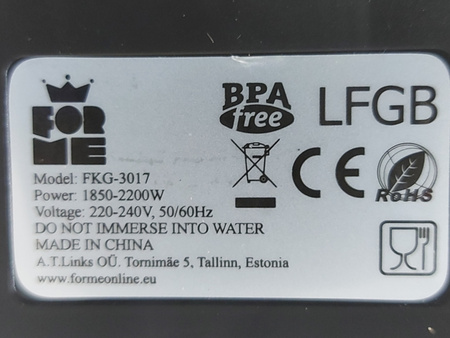 FOR
ME
BPA
free
LFGB
CE
RoHS
Model: FKG-3017
Power: 1850-2200W
Voltage: 220-240V, 50/60Hz
DO NOT IMMERSE INTO WATER
MADE IN CHINA
A.T.Links OÜ. Tornimäe 5, Tallinn, Estonia
www.formeonline.eu